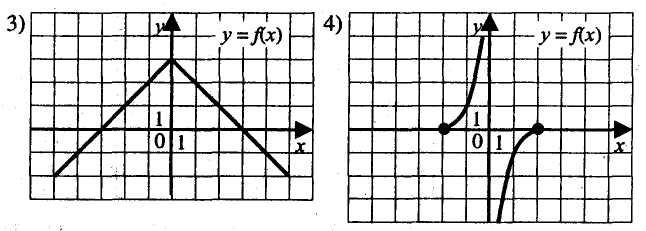 3) y y = f(x)
1
0 1 x
4) y y = f(x)
1
0 1 x